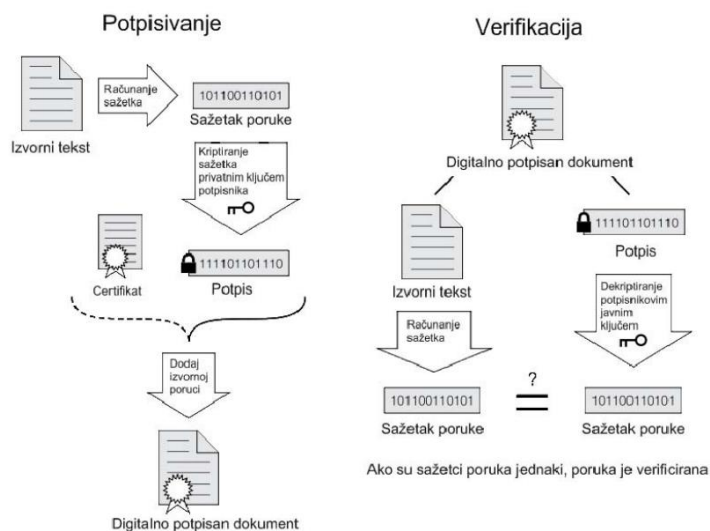 Potpisivanje
Izvorni tekst
Računanje
sažetka
101100110101
Sažetak poruke
Kriptiranje
sažetka
privatnim ključem
potpisnika
Certifikat
111101101110
Potpis
Dodaj
izvornoj
poruci
Digitalno potpisan dokument
Verifikacija
Digitalno potpisan dokument
Izvorni tekst
111101101110
Potpis
Računanje
sažetka
Dekriptiranje
potpisnikovim
javnim
ključem
101100110101
Sažetak poruke
?
=
101100110101
Sažetak poruke
Ako su sažetci poruka jednaki, poruka je verificirana